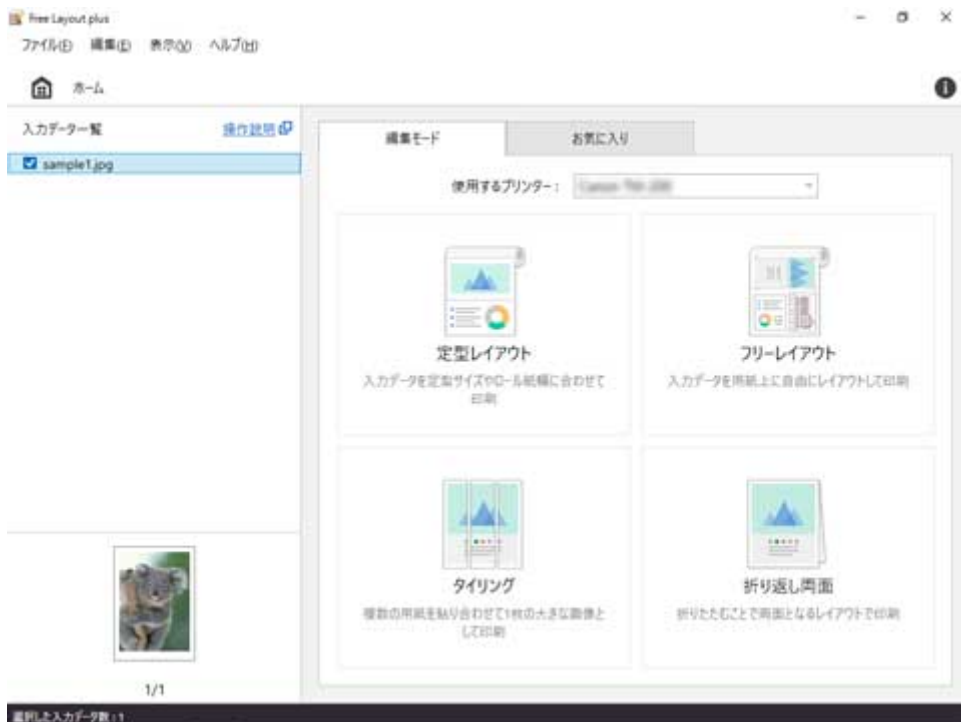 Free Layout plus
ファイル(F) 編集(E) 表示(V) ヘルプ(H)
ホーム
入力データ一覧 操作説明
sample1.jpg
編集モード お気に入り
使用するプリンター:
定型レイアウト
入力データを定型サイズやロール紙幅に合わせて
印刷
フリーレイアウト
入力データを用紙上に自由にレイアウトして印刷
タイリング
複数の用紙を貼り合わせて1枚の大きな画像と
して印刷
折り返し両面
折りたたむことで両面となるレイアウトで印刷
1/1
選択した入力データ数:1